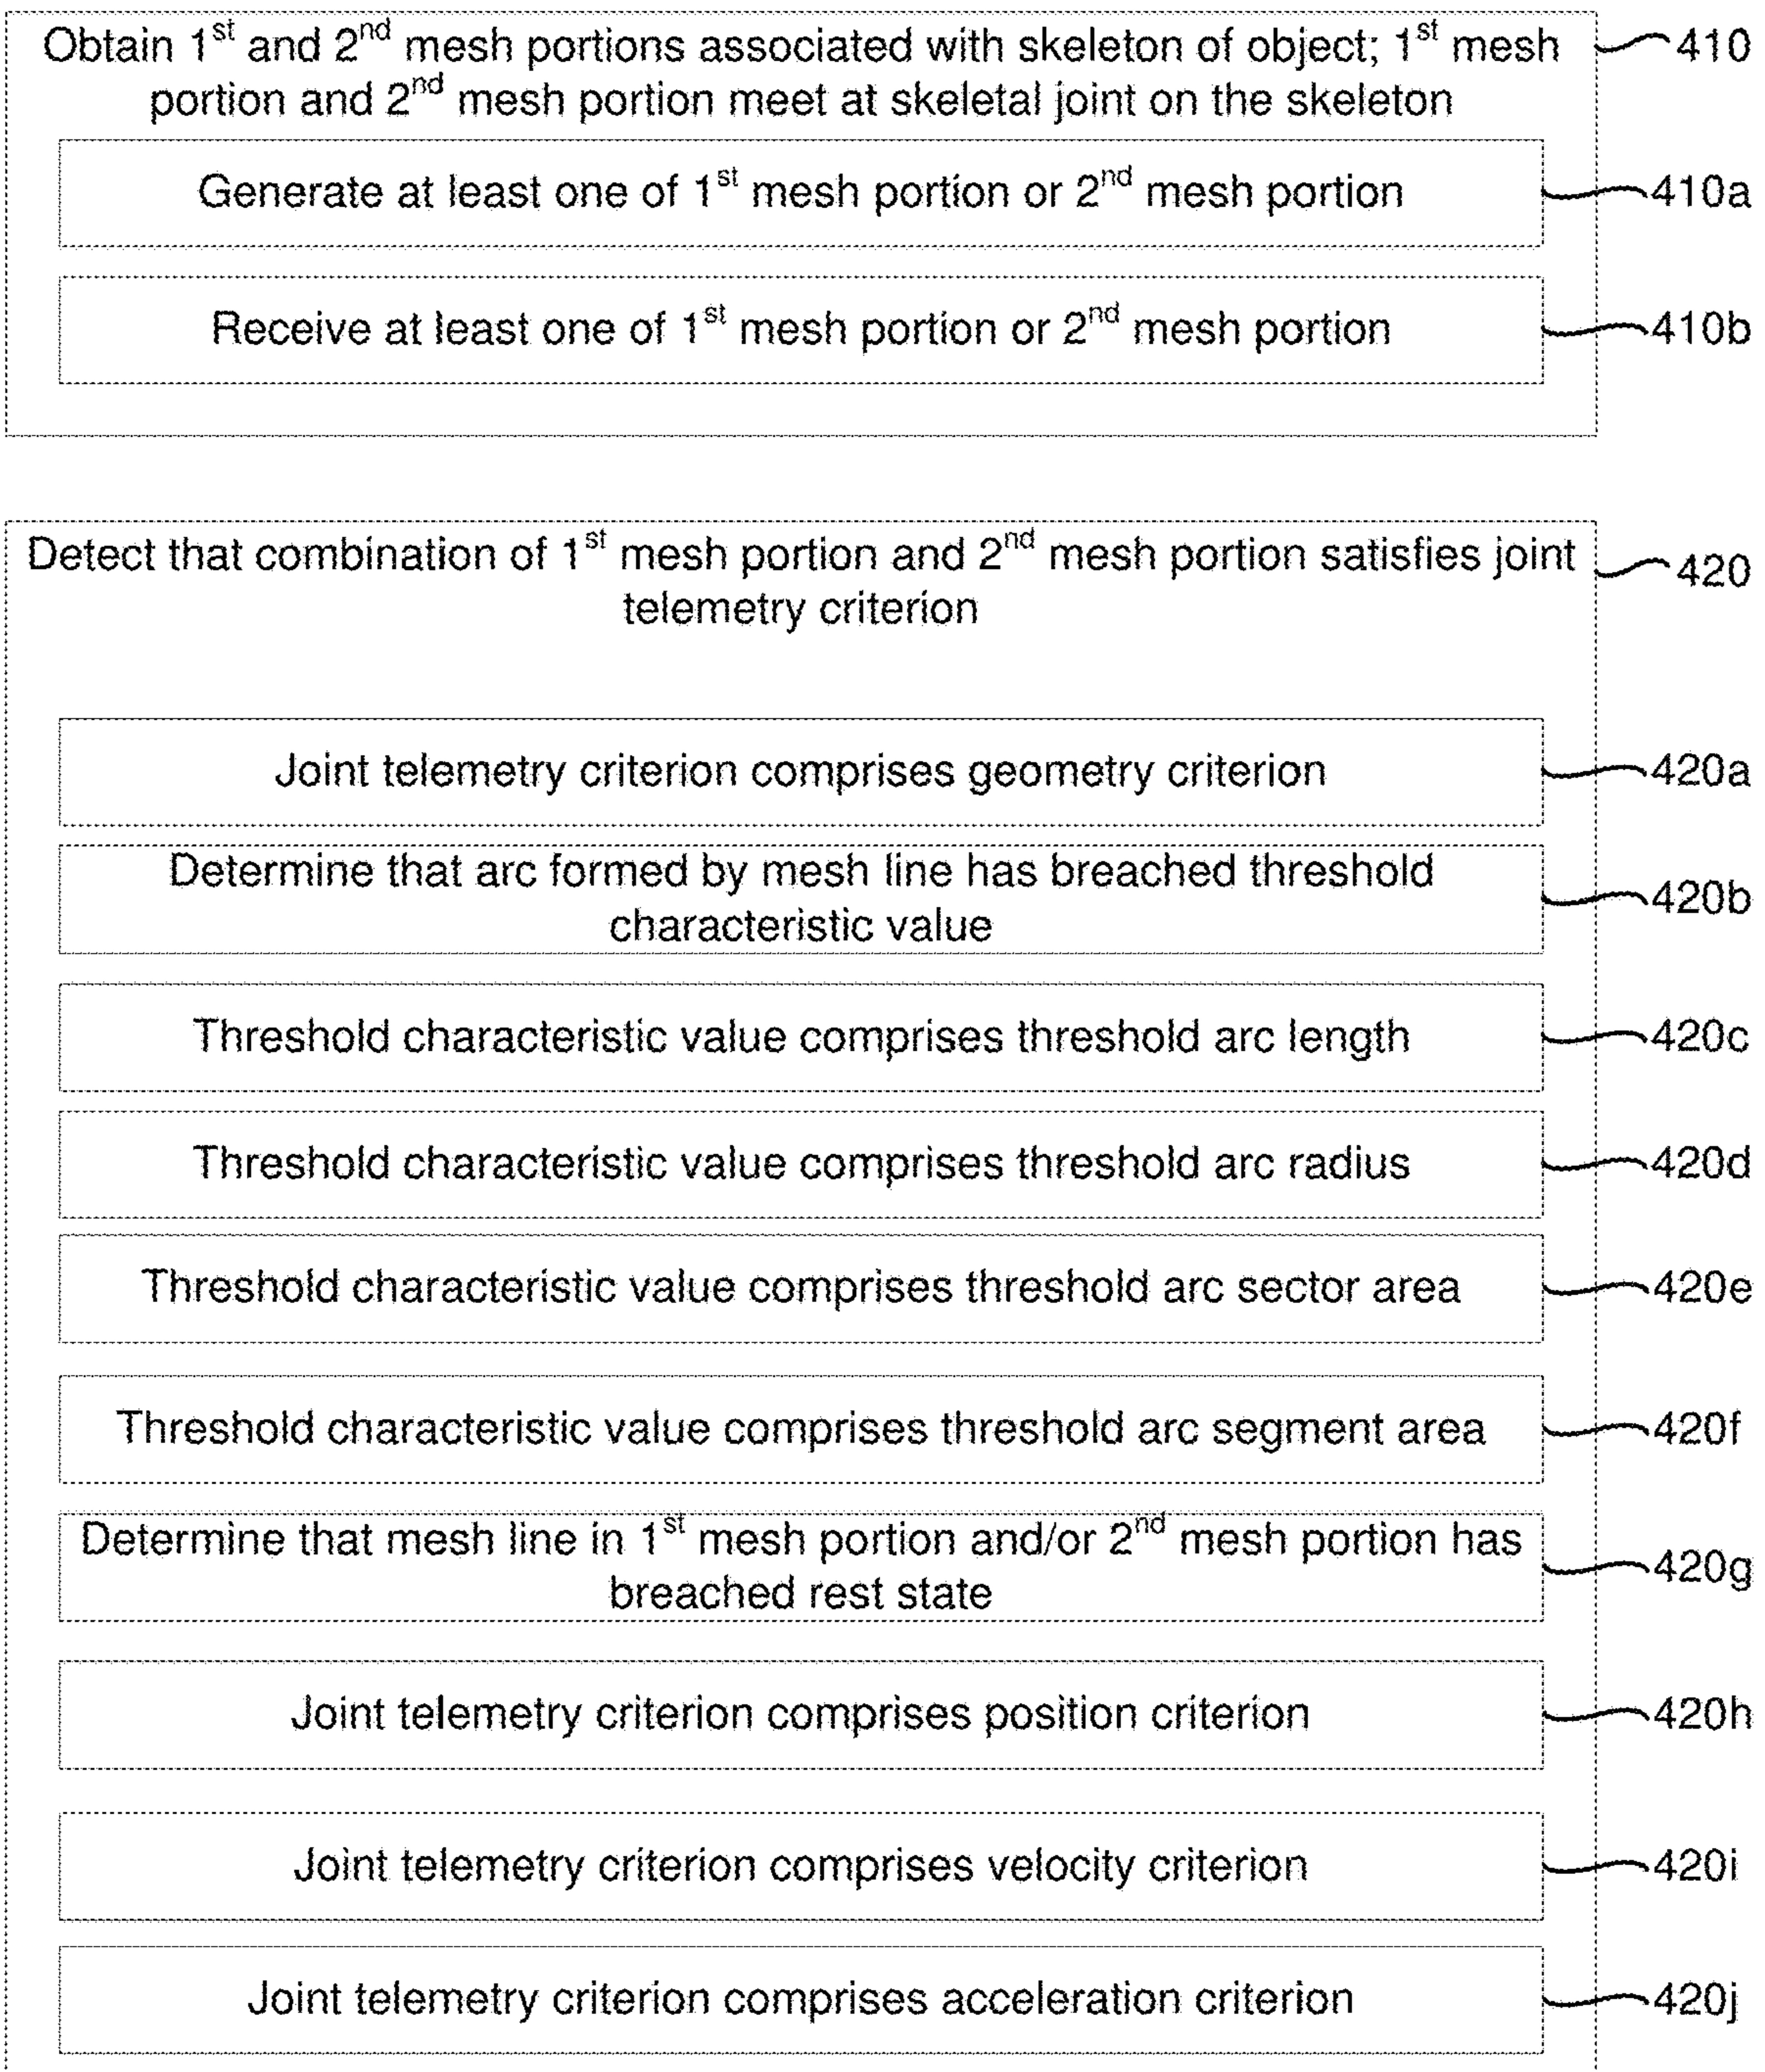 Obtain 1st and 2nd mesh portions associated with skeleton of object; 1st mesh
portion and 2nd mesh portion meet at skeletal joint on the skeleton
410
Generate at least one of 1st mesh portion or 2nd mesh portion
410a
Receive at least one of 1st mesh portion or 2nd mesh portion
410b
Detect that combination of 1st mesh portion and 2nd mesh portion satisfies joint
telemetry criterion
420
Joint telemetry criterion comprises geometry criterion
420a
Determine that arc formed by mesh line has breached threshold
characteristic value
420b
Threshold characteristic value comprises threshold arc length
420c
Threshold characteristic value comprises threshold arc radius
420d
Threshold characteristic value comprises threshold arc sector area
420e
Threshold characteristic value comprises threshold arc segment area
420f
Determine that mesh line in 1st mesh portion and/or 2nd mesh portion has
breached rest state
420g
Joint telemetry criterion comprises position criterion
420h
Joint telemetry criterion comprises velocity criterion
420i
Joint telemetry criterion comprises acceleration criterion
420j